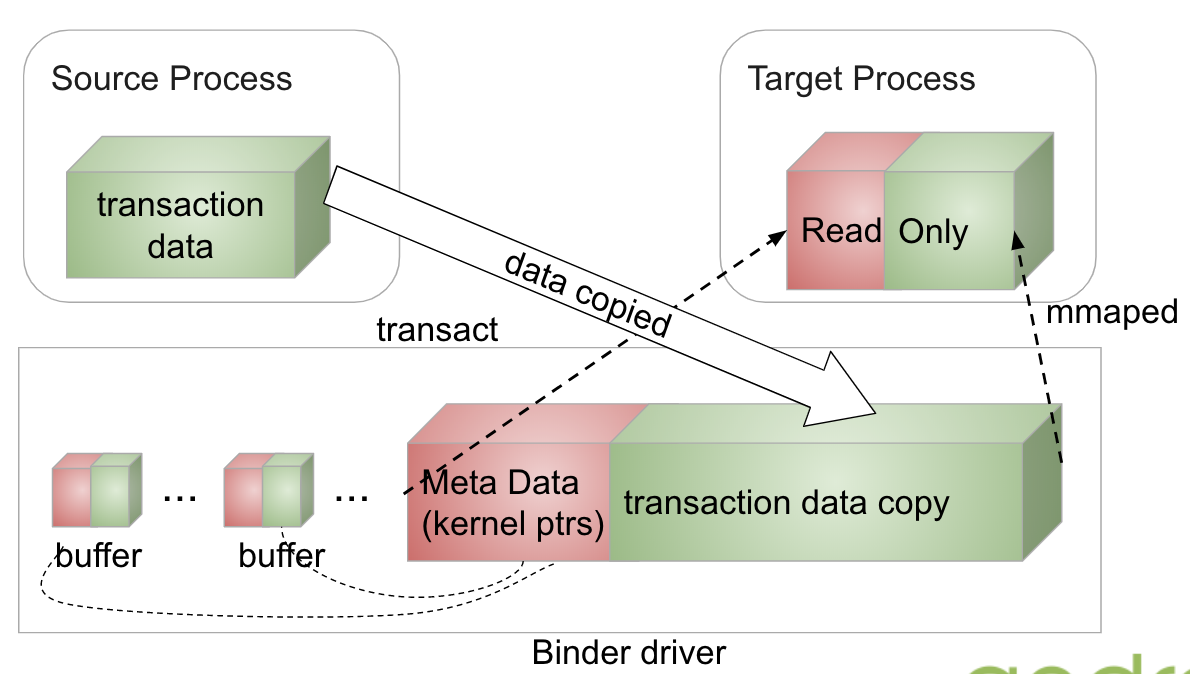 Source Process
Target Process
transaction
data
Read Only
data copied
mmaped
transact
Meta Data
(kernel ptrs)
transaction data copy
...
...
buffer
buffer
Binder driver